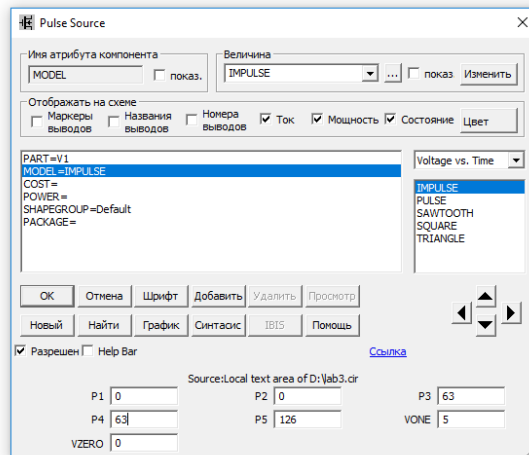 Pulse Source
Имя атрибута компонента
MODEL показ.
Величина
IMPULSE ... показ Изменить
Отображать на схеме
Маркеры выводов Названия выводов Номера выводов Ток Мощность Состояние Цвет
PART=V1
MODEL=IMPULSE
COST=
POWER=
SHAPEGROUP=Default
PACKAGE=
Voltage vs. Time
IMPULSE
PULSE
SAWTOOTH
SQUARE
TRIANGLE
OK Отмена Шрифт Добавить Удалить Просмотр
Новый Найти График Синтасис IBIS Помощь
Разрешен Help Bar Ссылка
Source:Local text area of D:\lab3.cir
P1 0 P2 0 P3 63
P4 63 P5 126 VONE 5
VZERO 0